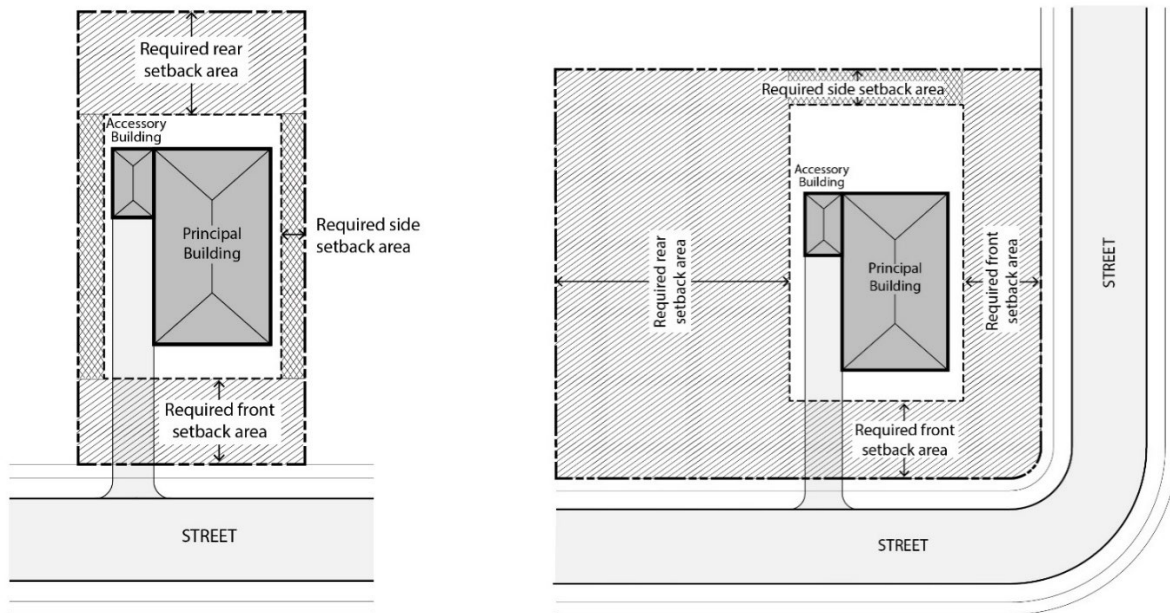 Required rear
setback area
Accessory
Building
Principal
Building
Required side
setback area
Required front
setback area
STREET
Required side setback area
Accessory
Building
Required rear
setback area
Principal
Building
Required front
setback area
Required front
setback area
STREET
STREET